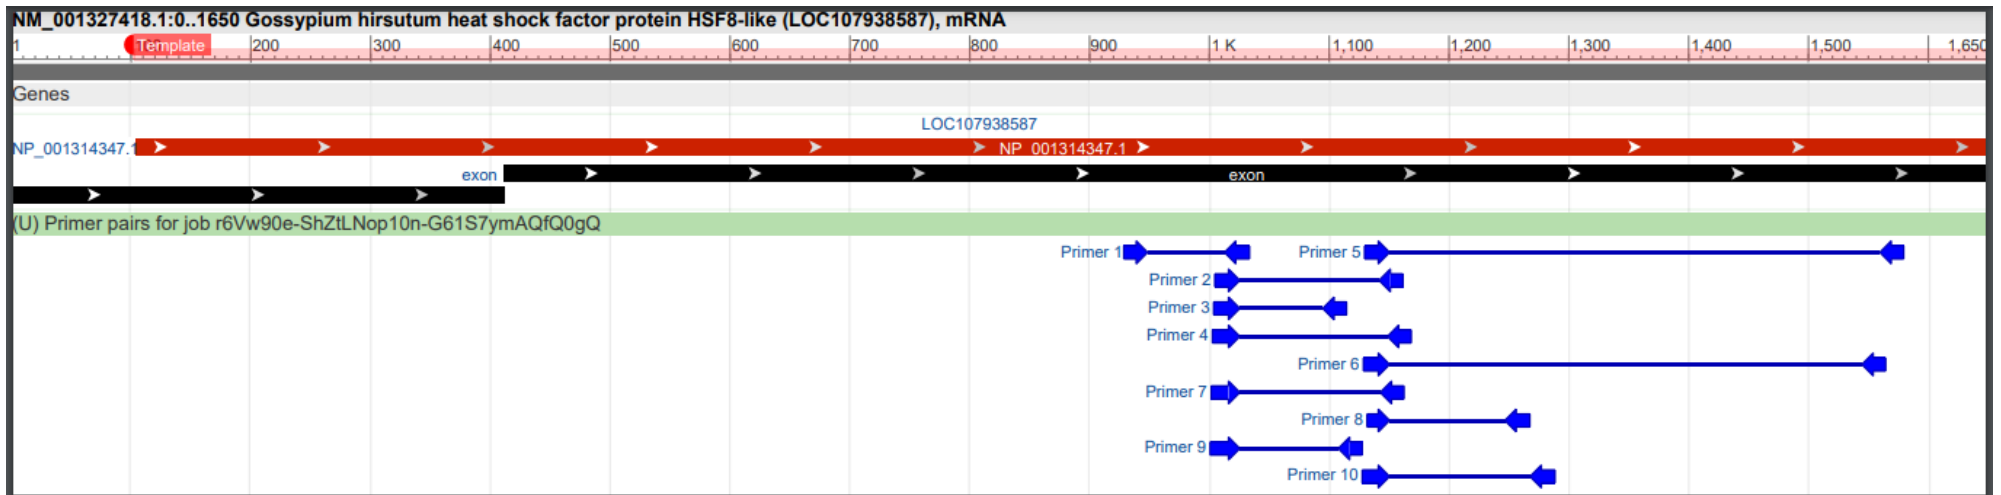 NM_001327418.1:0..1650 Gossypium hirsutum heat shock factor protein HSF8-like (LOC107938587), mRNA
1 Template 200 300 400 500 600 700 800 900 1 K 1,100 1,200 1,300 1,400 1,500 1,650
Genes
LOC107938587
NP_001314347.1 NP_001314347.1
exon exon
(U) Primer pairs for job r6Vw90e-ShZtLNop10n-G61S7ymAQfQ0gQ
Primer 1 Primer 5
Primer 2
Primer 3
Primer 4
Primer 6
Primer 7
Primer 8
Primer 9
Primer 10